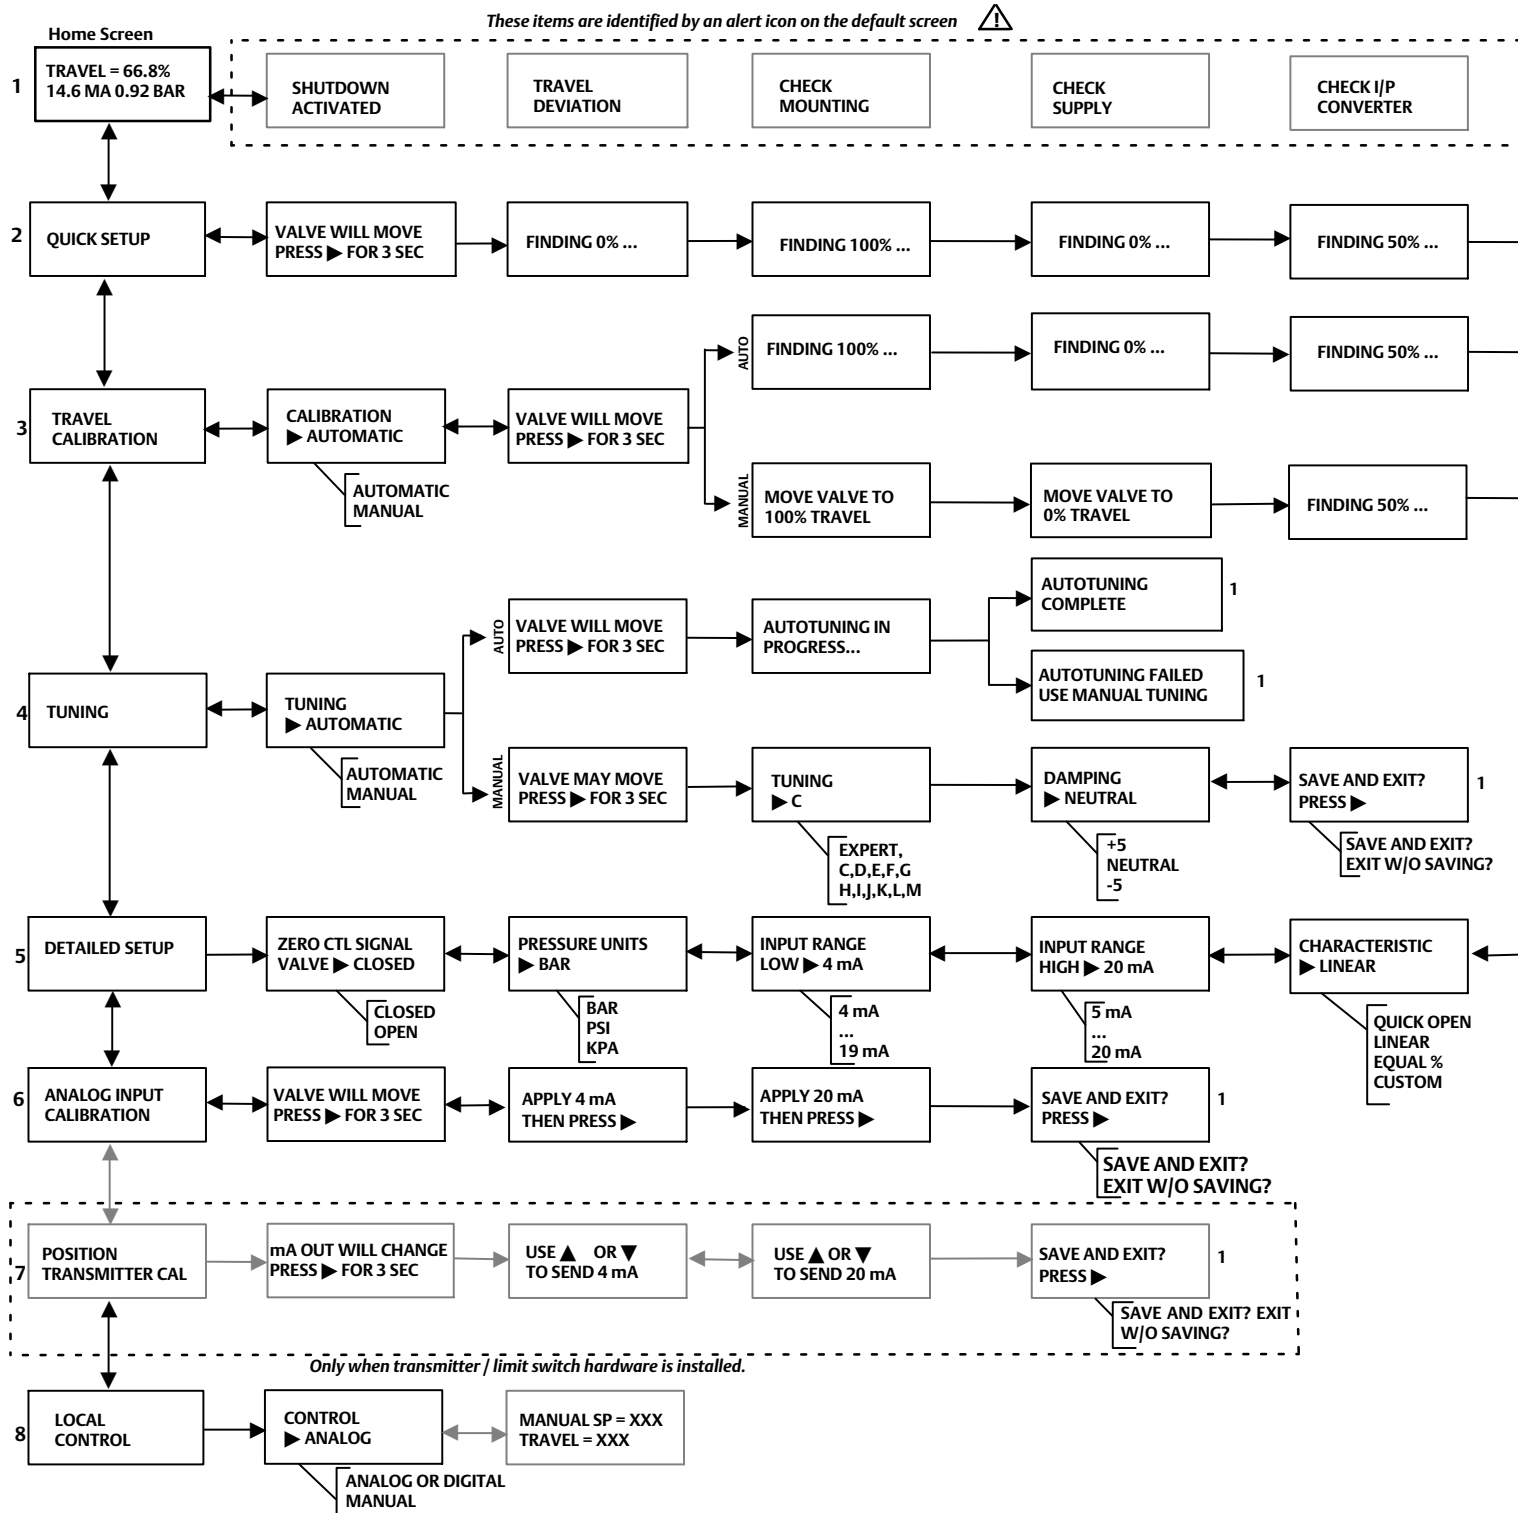 These items are identified by an alert icon on the default screen
Home Screen
1
TRAVEL = 66.8%
14.6 MA 0.92 BAR
SHUTDOWN
ACTIVATED
TRAVEL
DEVIATION
CHECK
MOUNTING
CHECK
SUPPLY
CHECK I/P
CONVERTER
2
QUICK SETUP
VALVE WILL MOVE
PRESS ▶ FOR 3 SEC
FINDING 0% ...
FINDING 100% ...
FINDING 0% ...
FINDING 50% ...
3
TRAVEL
CALIBRATION
CALIBRATION
▶ AUTOMATIC
AUTOMATIC
MANUAL
VALVE WILL MOVE
PRESS ▶ FOR 3 SEC
AUTO
FINDING 100% ...
FINDING 0% ...
FINDING 50% ...
MANUAL
MOVE VALVE TO
100% TRAVEL
MOVE VALVE TO
0% TRAVEL
FINDING 50% ...
4
TUNING
TUNING
▶ AUTOMATIC
AUTOMATIC
MANUAL
AUTO
VALVE WILL MOVE
PRESS ▶ FOR 3 SEC
AUTOTUNING IN
PROGRESS...
AUTOTUNING
COMPLETE
1
AUTOTUNING FAILED
USE MANUAL TUNING
1
MANUAL
VALVE MAY MOVE
PRESS ▶ FOR 3 SEC
TUNING
▶ C
EXPERT,
C,D,E,F,G
H,I,J,K,L,M
DAMPING
▶ NEUTRAL
+5
NEUTRAL
-5
SAVE AND EXIT?
PRESS ▶
1
SAVE AND EXIT?
EXIT W/O SAVING?
5
DETAILED SETUP
ZERO CTL SIGNAL
VALVE ▶ CLOSED
CLOSED
OPEN
PRESSURE UNITS
▶ BAR
BAR
PSI
KPA
INPUT RANGE
LOW ▶ 4 mA
4 mA
...
19 mA
INPUT RANGE
HIGH ▶ 20 mA
5 mA
...
20 mA
CHARACTERISTIC
▶ LINEAR
QUICK OPEN
LINEAR
EQUAL %
CUSTOM
6
ANALOG INPUT
CALIBRATION
VALVE WILL MOVE
PRESS ▶ FOR 3 SEC
APPLY 4 mA
THEN PRESS ▶
APPLY 20 mA
THEN PRESS ▶
SAVE AND EXIT?
PRESS ▶
1
SAVE AND EXIT?
EXIT W/O SAVING?
7
POSITION
TRANSMITTER CAL
mA OUT WILL CHANGE
PRESS ▶ FOR 3 SEC
USE ▲ OR ▼
TO SEND 4 mA
USE ▲ OR ▼
TO SEND 20 mA
SAVE AND EXIT?
PRESS ▶
1
SAVE AND EXIT? EXIT
W/O SAVING?
Only when transmitter / limit switch hardware is installed.
8
LOCAL
CONTROL
CONTROL
▶ ANALOG
ANALOG OR DIGITAL
MANUAL
MANUAL SP = XXX
TRAVEL = XXX